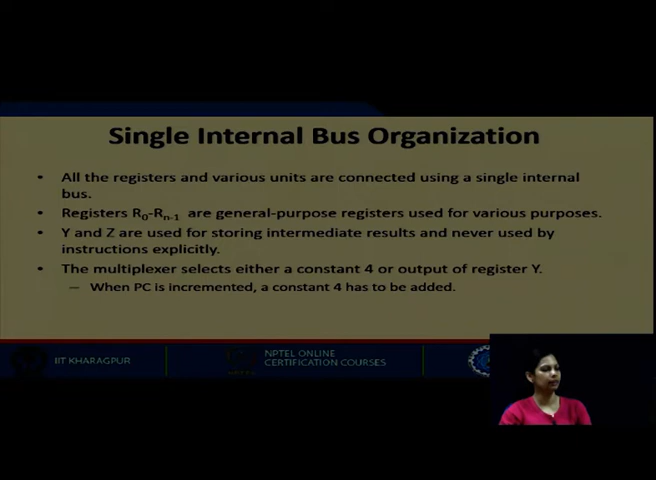 Single Internal Bus Organization
• All the registers and various units are connected using a single internal
bus.
• Registers R0-Rn-1 are general-purpose registers used for various purposes.
• Y and Z are used for storing intermediate results and never used by
instructions explicitly.
• The multiplexer selects either a constant 4 or output of register Y.
– When PC is incremented, a constant 4 has to be added.
IIT KHARAGPUR
NPTEL ONLINE
CERTIFICATION COURSES